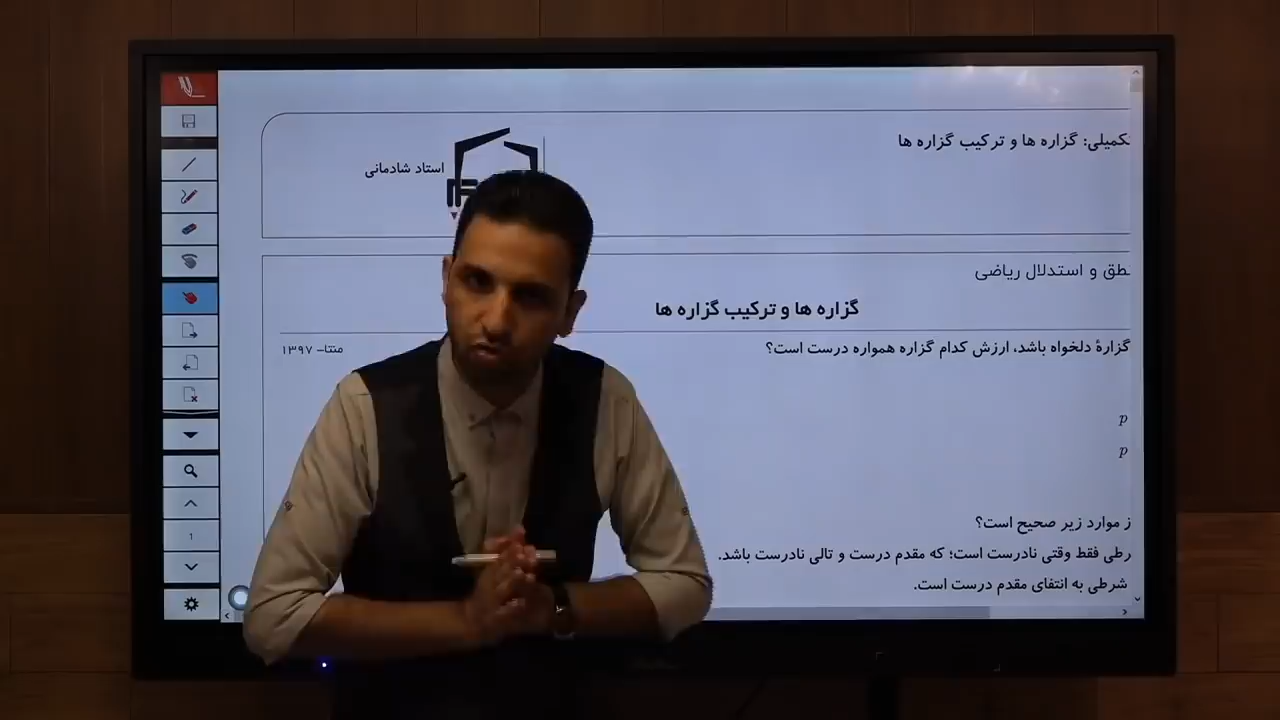 کمیلی: گزاره ها و ترکیب گزاره ها
استاد شادمانی
طق و استدلال ریاضی
گزاره ها و ترکیب گزاره ها
گزارهٔ دلخواه باشد، ارزش کدام گزاره همواره درست است؟
منتا- ۱۳۹۷
p
p
ز موارد زیر صحیح است؟
رطی فقط وقتی نادرست است؛ که مقدم درست و تالی نادرست باشد.
شرطی به انتفای مقدم درست است.
۱